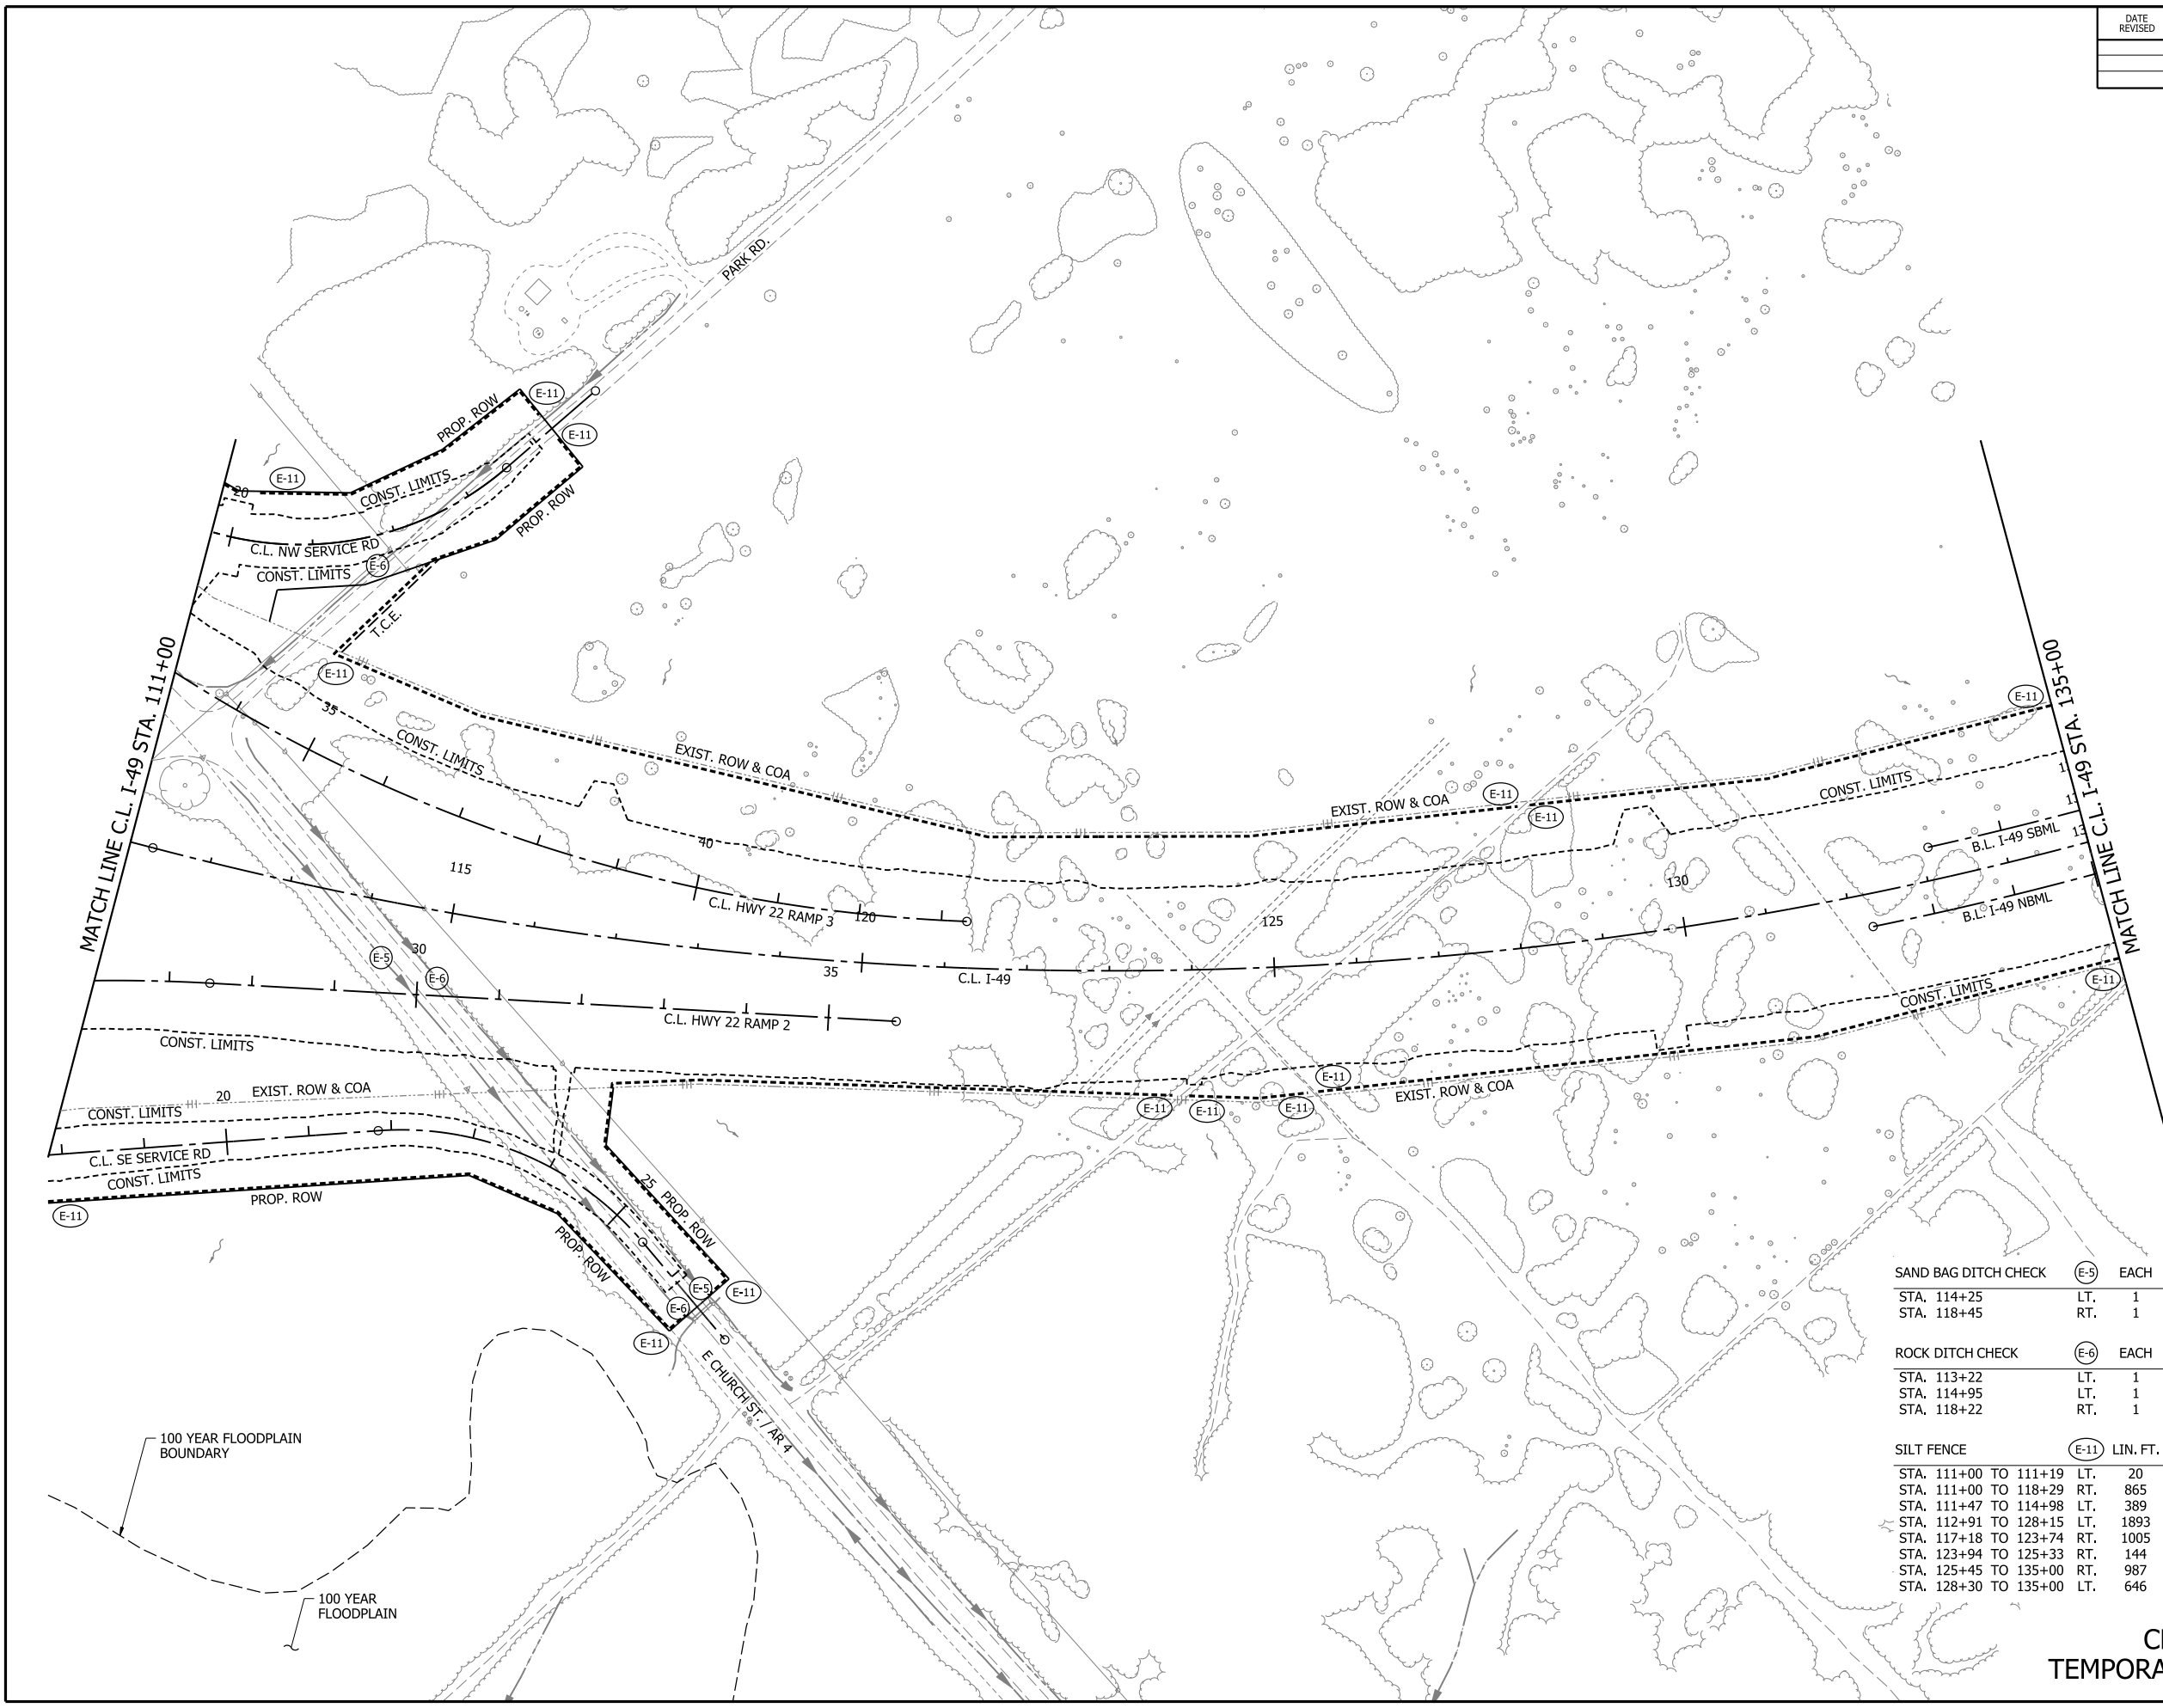 DATE
REVISED
PARK RD.
E-11
PROP. ROW
E-11
E-11
CONST. LIMITS
20
PROP. ROW
C.L. NW SERVICE RD
E-6
CONST. LIMITS
T.C.E.
E-11
MATCH LINE C.L. I-49 STA. 111+00
MATCH LINE C.L. I-49 STA. 135+00
E-11
35
CONST. LIMITS
EXIST. ROW & COA
E-11
EXIST. ROW & COA
E-11
CONST. LIMITS
40
B.L. I-49 SBML
13
115
130
C.L. HWY 22 RAMP 3
120
125
B.L. I-49 NBML
E-5
30
E-6
35
C.L. I-49
E-11
CONST. LIMITS
C.L. HWY 22 RAMP 2
CONST. LIMITS
E-11
20
EXIST. ROW & COA
EXIST. ROW & COA
CONST. LIMITS
E-11
E-11
E-11
C.L. SE SERVICE RD
CONST. LIMITS
PROP. ROW
25
PROP. ROW
E-11
PROP. ROW
E-5
E-11
E-6
E-11
E CHURCH ST. / AR 4
100 YEAR FLOODPLAIN
BOUNDARY
100 YEAR
FLOODPLAIN
SAND BAG DITCH CHECK E-5 EACH
STA. 114+25 LT. 1
STA. 118+45 RT. 1
ROCK DITCH CHECK E-6 EACH
STA. 113+22 LT. 1
STA. 114+95 LT. 1
STA. 118+22 RT. 1
SILT FENCE E-11 LIN. FT.
STA. 111+00 TO 111+19 LT. 20
STA. 111+00 TO 118+29 RT. 865
STA. 111+47 TO 114+98 LT. 389
STA. 112+91 TO 128+15 LT. 1893
STA. 117+18 TO 123+74 RT. 1005
STA. 123+94 TO 125+33 RT. 144
STA. 125+45 TO 135+00 RT. 987
STA. 128+30 TO 135+00 LT. 646
TEMPORA